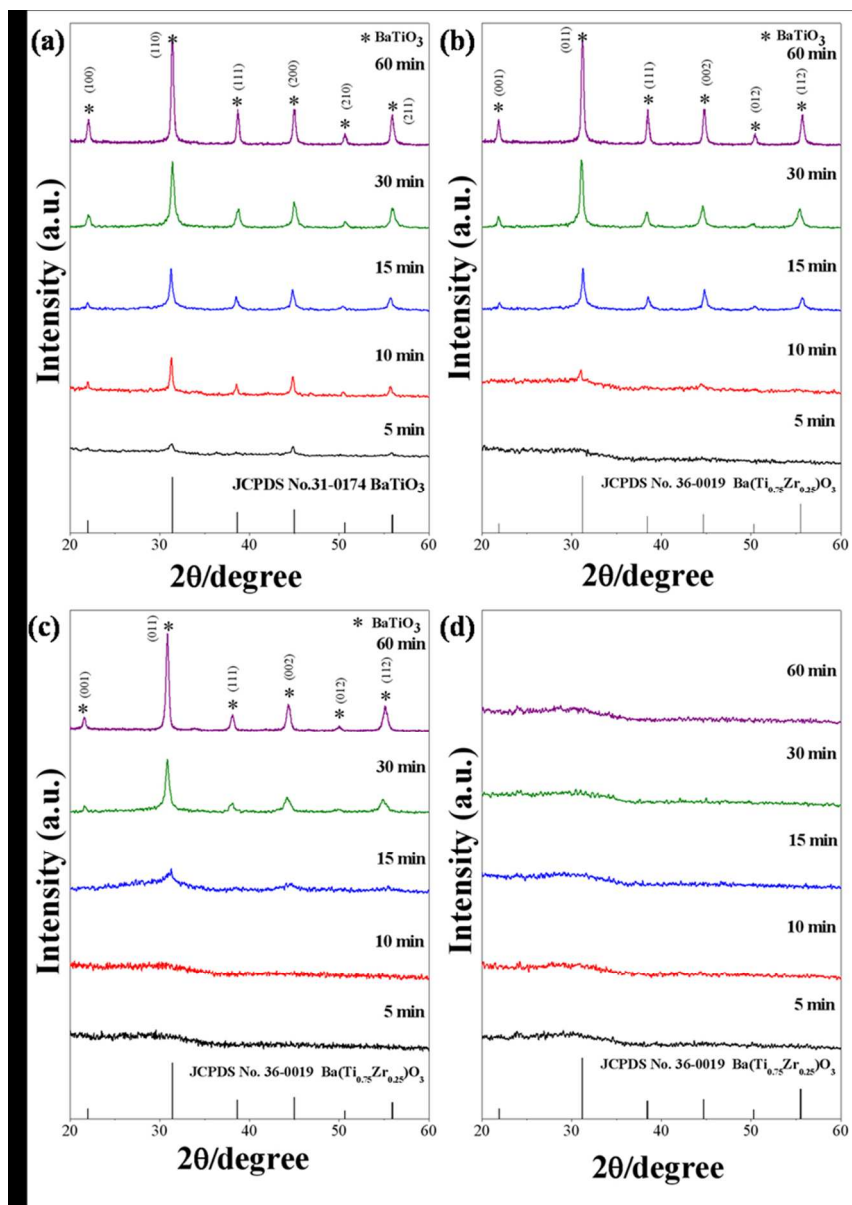 (a)
* BaTiO₃
60 min
(100)
(110)
(111)
(200)
(210)
(211)
30 min
15 min
10 min
5 min
JCPDS No.31-0174 BaTiO₃
Intensity (a.u.)
20 30 40 50 60
2θ/degree
(b)
* BaTiO₃
60 min
(001)
(011)
(111)
(002)
(012)
(112)
30 min
15 min
10 min
5 min
JCPDS No. 36-0019 Ba(Ti₀.₇₅Zr₀.₂₅)O₃
Intensity (a.u.)
20 30 40 50 60
2θ/degree
(c)
* BaTiO₃
60 min
(001)
(011)
(111)
(002)
(012)
(112)
30 min
15 min
10 min
5 min
JCPDS No. 36-0019 Ba(Ti₀.₇₅Zr₀.₂₅)O₃
Intensity (a.u.)
20 30 40 50 60
2θ/degree
(d)
60 min
30 min
15 min
10 min
5 min
JCPDS No. 36-0019 Ba(Ti₀.₇₅Zr₀.₂₅)O₃
Intensity (a.u.)
20 30 40 50 60
2θ/degree